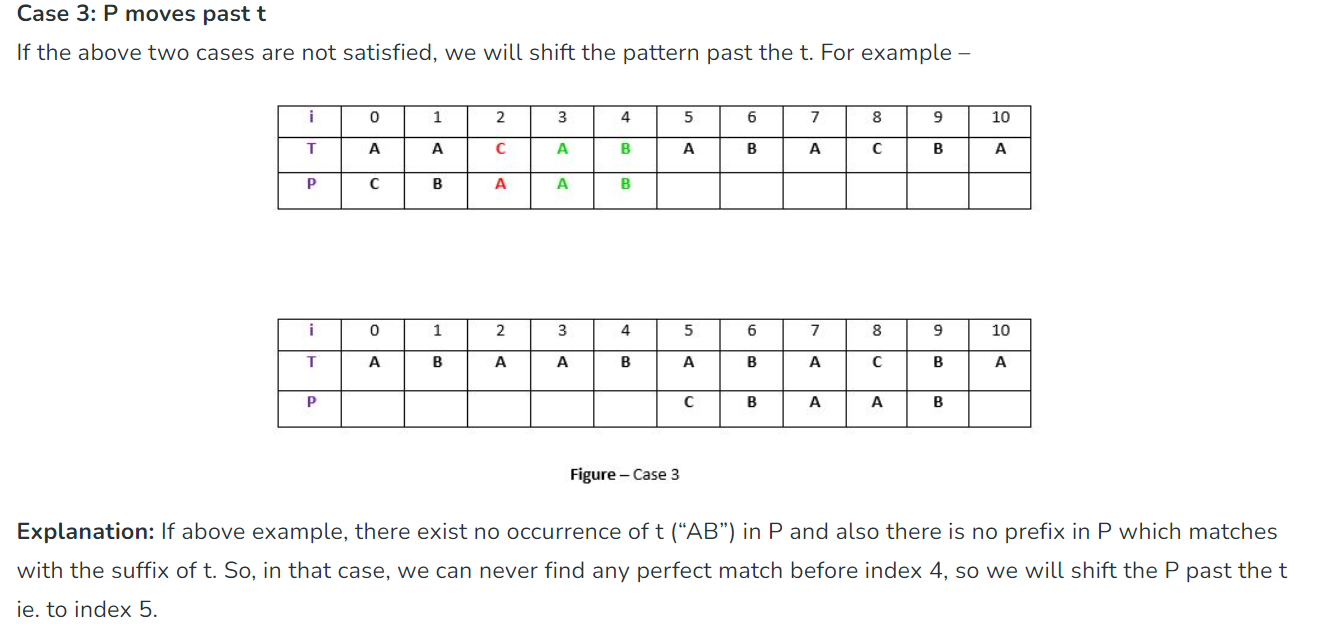 Case 3: P moves past t
If the above two cases are not satisfied, we will shift the pattern past the t. For example –
i 0 1 2 3 4 5 6 7 8 9 10
T A A C A B A B A C B A
P C B A A B
i 0 1 2 3 4 5 6 7 8 9 10
T A B A A B A B A C B A
P C B A A B
Figure – Case 3
Explanation: If above example, there exist no occurrence of t (“AB”) in P and also there is no prefix in P which matches
with the suffix of t. So, in that case, we can never find any perfect match before index 4, so we will shift the P past the t
ie. to index 5.